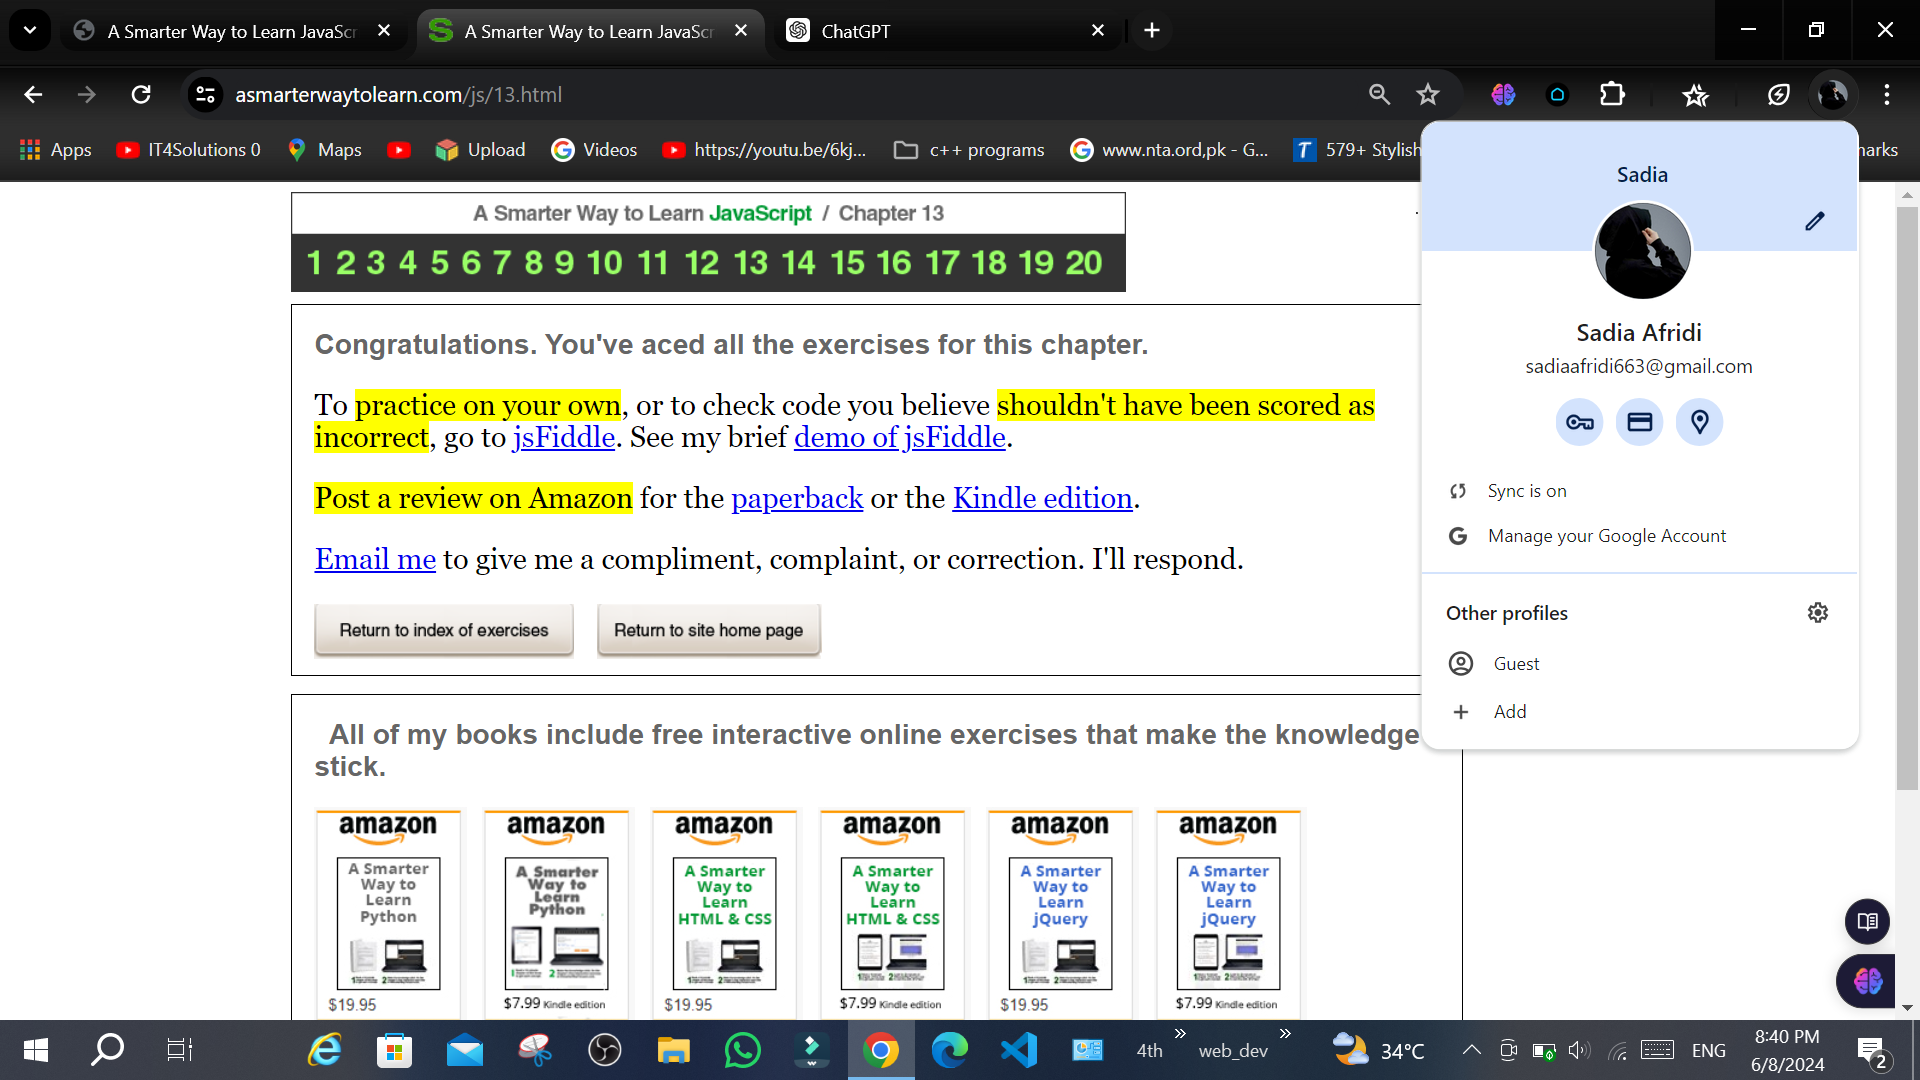 A Smarter Way to Learn JavaScr
A Smarter Way to Learn JavaScr
ChatGPT
asmarterwaytolearn.com/js/13.html
Apps
IT4Solutions 0
Maps
Upload
Videos
https://youtu.be/6kj...
c++ programs
www.nta.ord,pk - G...
579+ Stylish
narks
A Smarter Way to Learn JavaScript / Chapter 13
1 2 3 4 5 6 7 8 9 10 11 12 13 14 15 16 17 18 19 20
Congratulations. You've aced all the exercises for this chapter.
To practice on your own, or to check code you believe shouldn't have been scored as
incorrect, go to jsFiddle. See my brief demo of jsFiddle.
Post a review on Amazon for the paperback or the Kindle edition.
Email me to give me a compliment, complaint, or correction. I'll respond.
Return to index of exercises
Return to site home page
Sadia
Sadia Afridi
sadiaafridi663@gmail.com
Sync is on
Manage your Google Account
Other profiles
Guest
Add
All of my books include free interactive online exercises that make the knowledge
stick.
amazon
A Smarter
Way to
Learn
Python
$19.95
amazon
A Smarter
Way to
Learn
Python
$7.99 Kindle edition
amazon
A Smarter
Way to
Learn
HTML & CSS
$19.95
amazon
A Smarter
Way to
Learn
HTML & CSS
$7.99 Kindle edition
amazon
A Smarter
Way to
Learn
jQuery
$19.95
amazon
A Smarter
Way to
Learn
jQuery
$7.99 Kindle edition
4th
web_dev
34°C
ENG
8:40 PM
6/8/2024
2